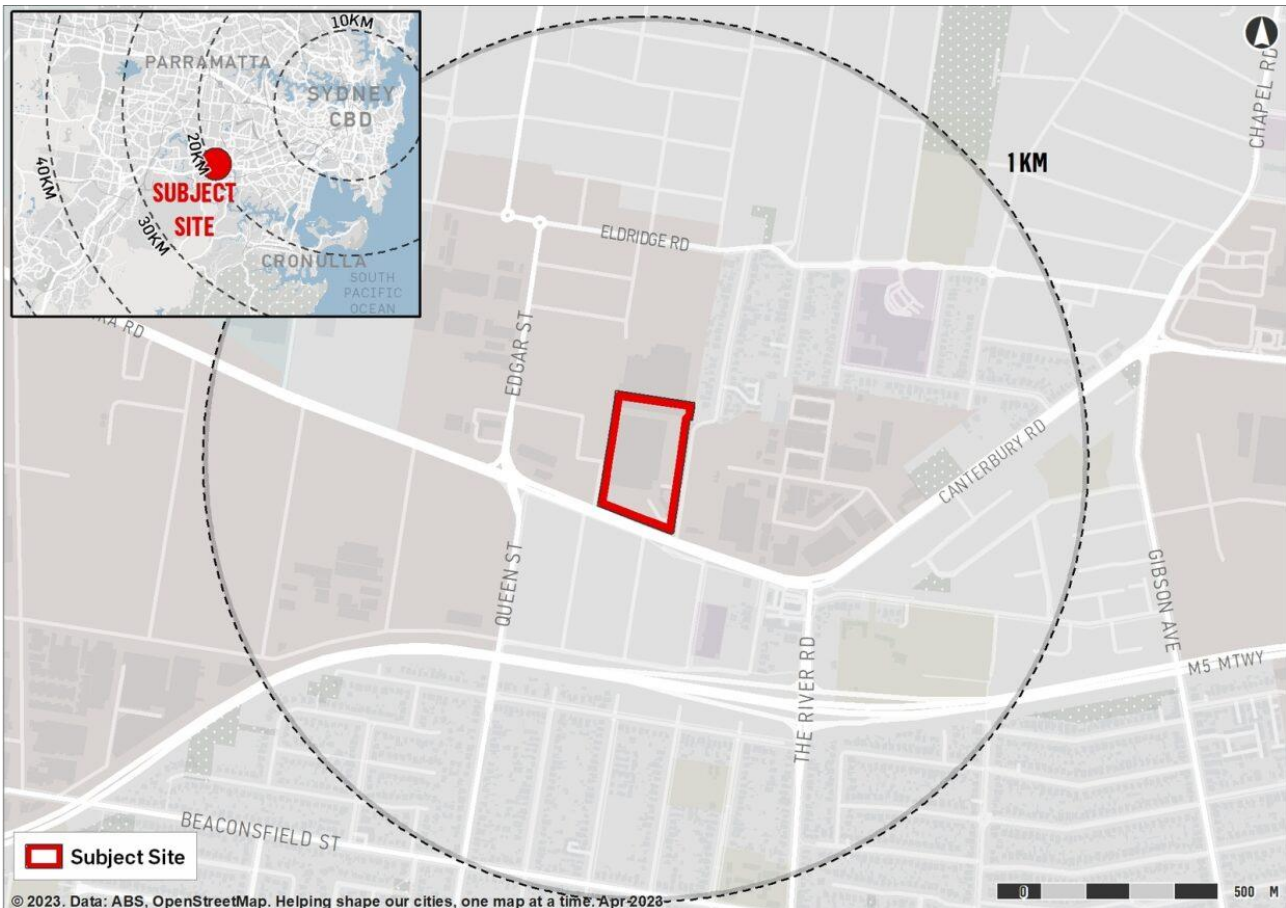 10KM
PARRAMATTA
SYDNEY
CBD
20KM
40KM
SUBJECT
SITE
30KM
CRONULLA
SOUTH
PACIFIC
OCEAN
CHAPEL RD
1 KM
ELDRIDGE RD
RD
EDGAR ST
CANTERBURY RD
QUEEN ST
GIBSON AVE
THE RIVER RD
M5 MTWY
BEACONSFIELD ST
Subject Site
0 500 M
© 2023. Data: ABS, OpenStreetMap. Helping shape our cities, one map at a time. Apr 2023